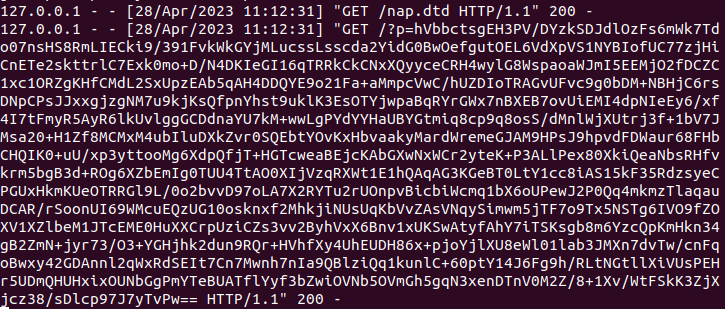 127.0.0.1 - - [28/Apr/2023 11:12:31] "GET /nap.dtd HTTP/1.1" 200 -
127.0.0.1 - - [28/Apr/2023 11:12:31] "GET /?p=hVbbctsgEH3PV/DYzkSDJdlOzFs6mWk7Td
o07nsHS8RmLIECki9/391FvkWkGYjMLucssLsscda2YidG0BwOefgutOEL6VdXpVS1NYBIofUC77zjHi
CnETe2skttrlC7Exk0mo+D/N4DKIeGI16qTRRkCkCNxXQyyceCRH4wylG8WspaoaWJmI5EEMjO2fDCZC
1xc1ORZgKHfCMdL2SxUpzEAb5qAH4DDQYE9o21Fa+aMmpcVwC/hUZDIoTRAGvUFvc9g0bDM+NBHjC6rs
DNpCPsJJxxgjzgNM7u9kjKsQfpnYhst9uklK3EsOTYjwpaBqRYrGWx7nBXEB7ovUiEMI4dpNIeEy6/xf
4I7tFmyR5AyR6lkUvlggGCDdnaYU7kM+wwLgPYdYYHaUBYGtmiq8cp9q8osS/dMnlWjXUtrj3f+1bV7J
Msa20+H1Zf8MCMxM4ubIluDXkZvr0SQEbtYOvKxHbvaakyMardWremeGJAM9HPsJ9hpvdFDWaur68FHb
CHQIK0+uU/xp3yttooMg6XdpQfjT+HGTcweaBEjcKAbGXwNxWCr2yteK+P3ALlPex80XkiQeaNbsRHfv
krm5bgB3d+ROg6XZbEmIg0TUU4TtAO0XIjVzqRXWt1E1hQAqAG3KGeBT0LtY1cc8iAS15kF35RdzsyeC
PGUxHkmKUeOTRRGl9L/0o2bvvD97oLA7X2RYTu2rUOnpvBicbiWcmq1bX6oUPewJ2P0Qq4mkmzTlaqau
DCAR/rSoonUI69WMcuEQzUG10osknxf2MhkjiNUsUqKbVvZAsVNqySimwm5jTF7o9Tx5NSTg6IVO9fZO
XV1XZlbeM1JTcEME0HuXXCrpUziCZs3vv2ByhVxX6Bnv1xUKSwAtyfAhY7iTSKsgb8m6YzcQpKmHkn34
gB2ZmN+jyr73/O3+YGHjhk2dun9RQr+HVhfXy4UhEUDH86x+pjoYjlXU8eWl01lab3JMXn7dvTw/cnFq
oBwxy42GDAnnl2qWxRdSEIt7Cn7Mwnh7nIa9QBlziQq1kunlC+60ptY14J6Fg9h/RLtNGtllXiVUsPEH
r5UDmQHUHxixOUNbGgPmYTeBUATflYyf3bZwiOVNb5OVmGh5gqN3xenDTnV0M2Z/8+1Xv/WtFSkK3ZjX
jcz38/sDlcp97J7yTvPw== HTTP/1.1" 200 -